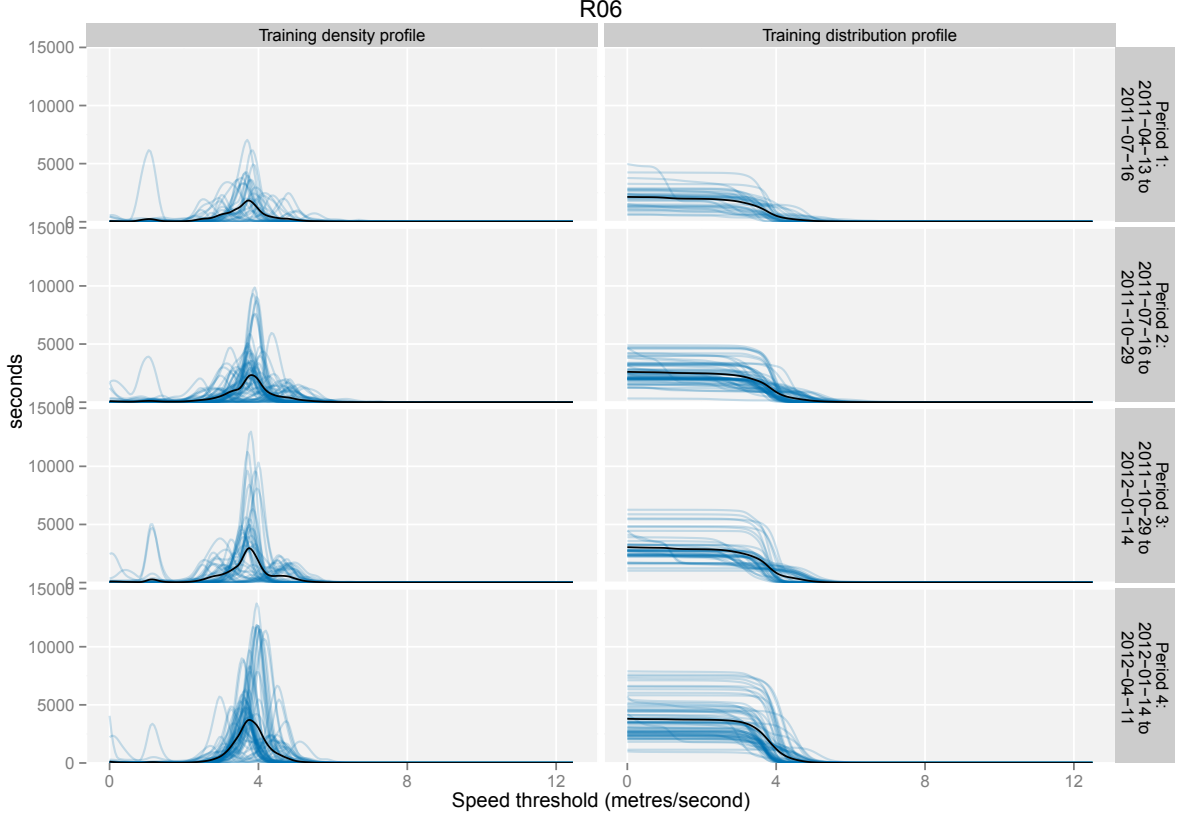 R06
Training density profile
Training distribution profile
15000
10000
5000
0
Period 1:
2011−04−13 to
2011−07−16
15000
10000
5000
0
Period 2:
2011−07−16 to
2011−10−29
15000
10000
5000
0
Period 3:
2011−10−29 to
2012−01−14
15000
10000
5000
0
Period 4:
2012−01−14 to
2012−04−11
seconds
0 4 8 12
0 4 8 12
Speed threshold (metres/second)